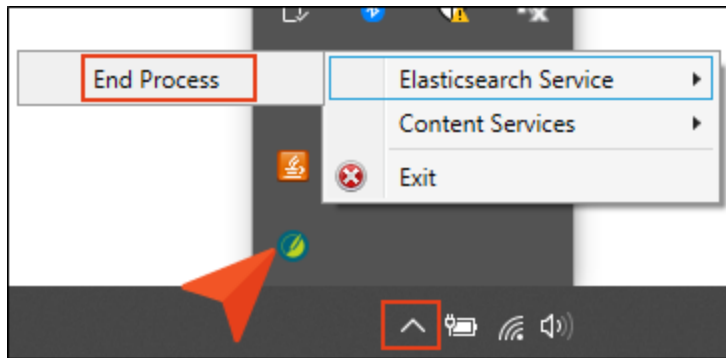 End Process
Elasticsearch Service
Content Services
Exit